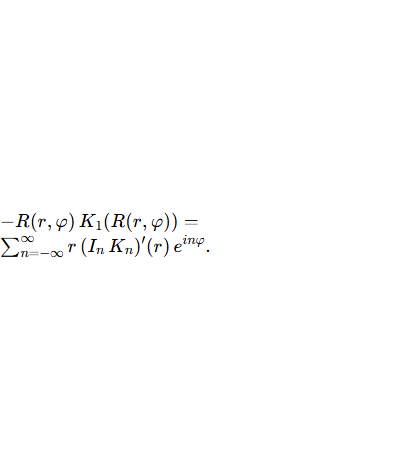 −R(r, φ) K₁(R(r, φ)) =
∑ₙ₌₋∞^∞ r (Iₙ Kₙ)′(r) e^{inφ}.